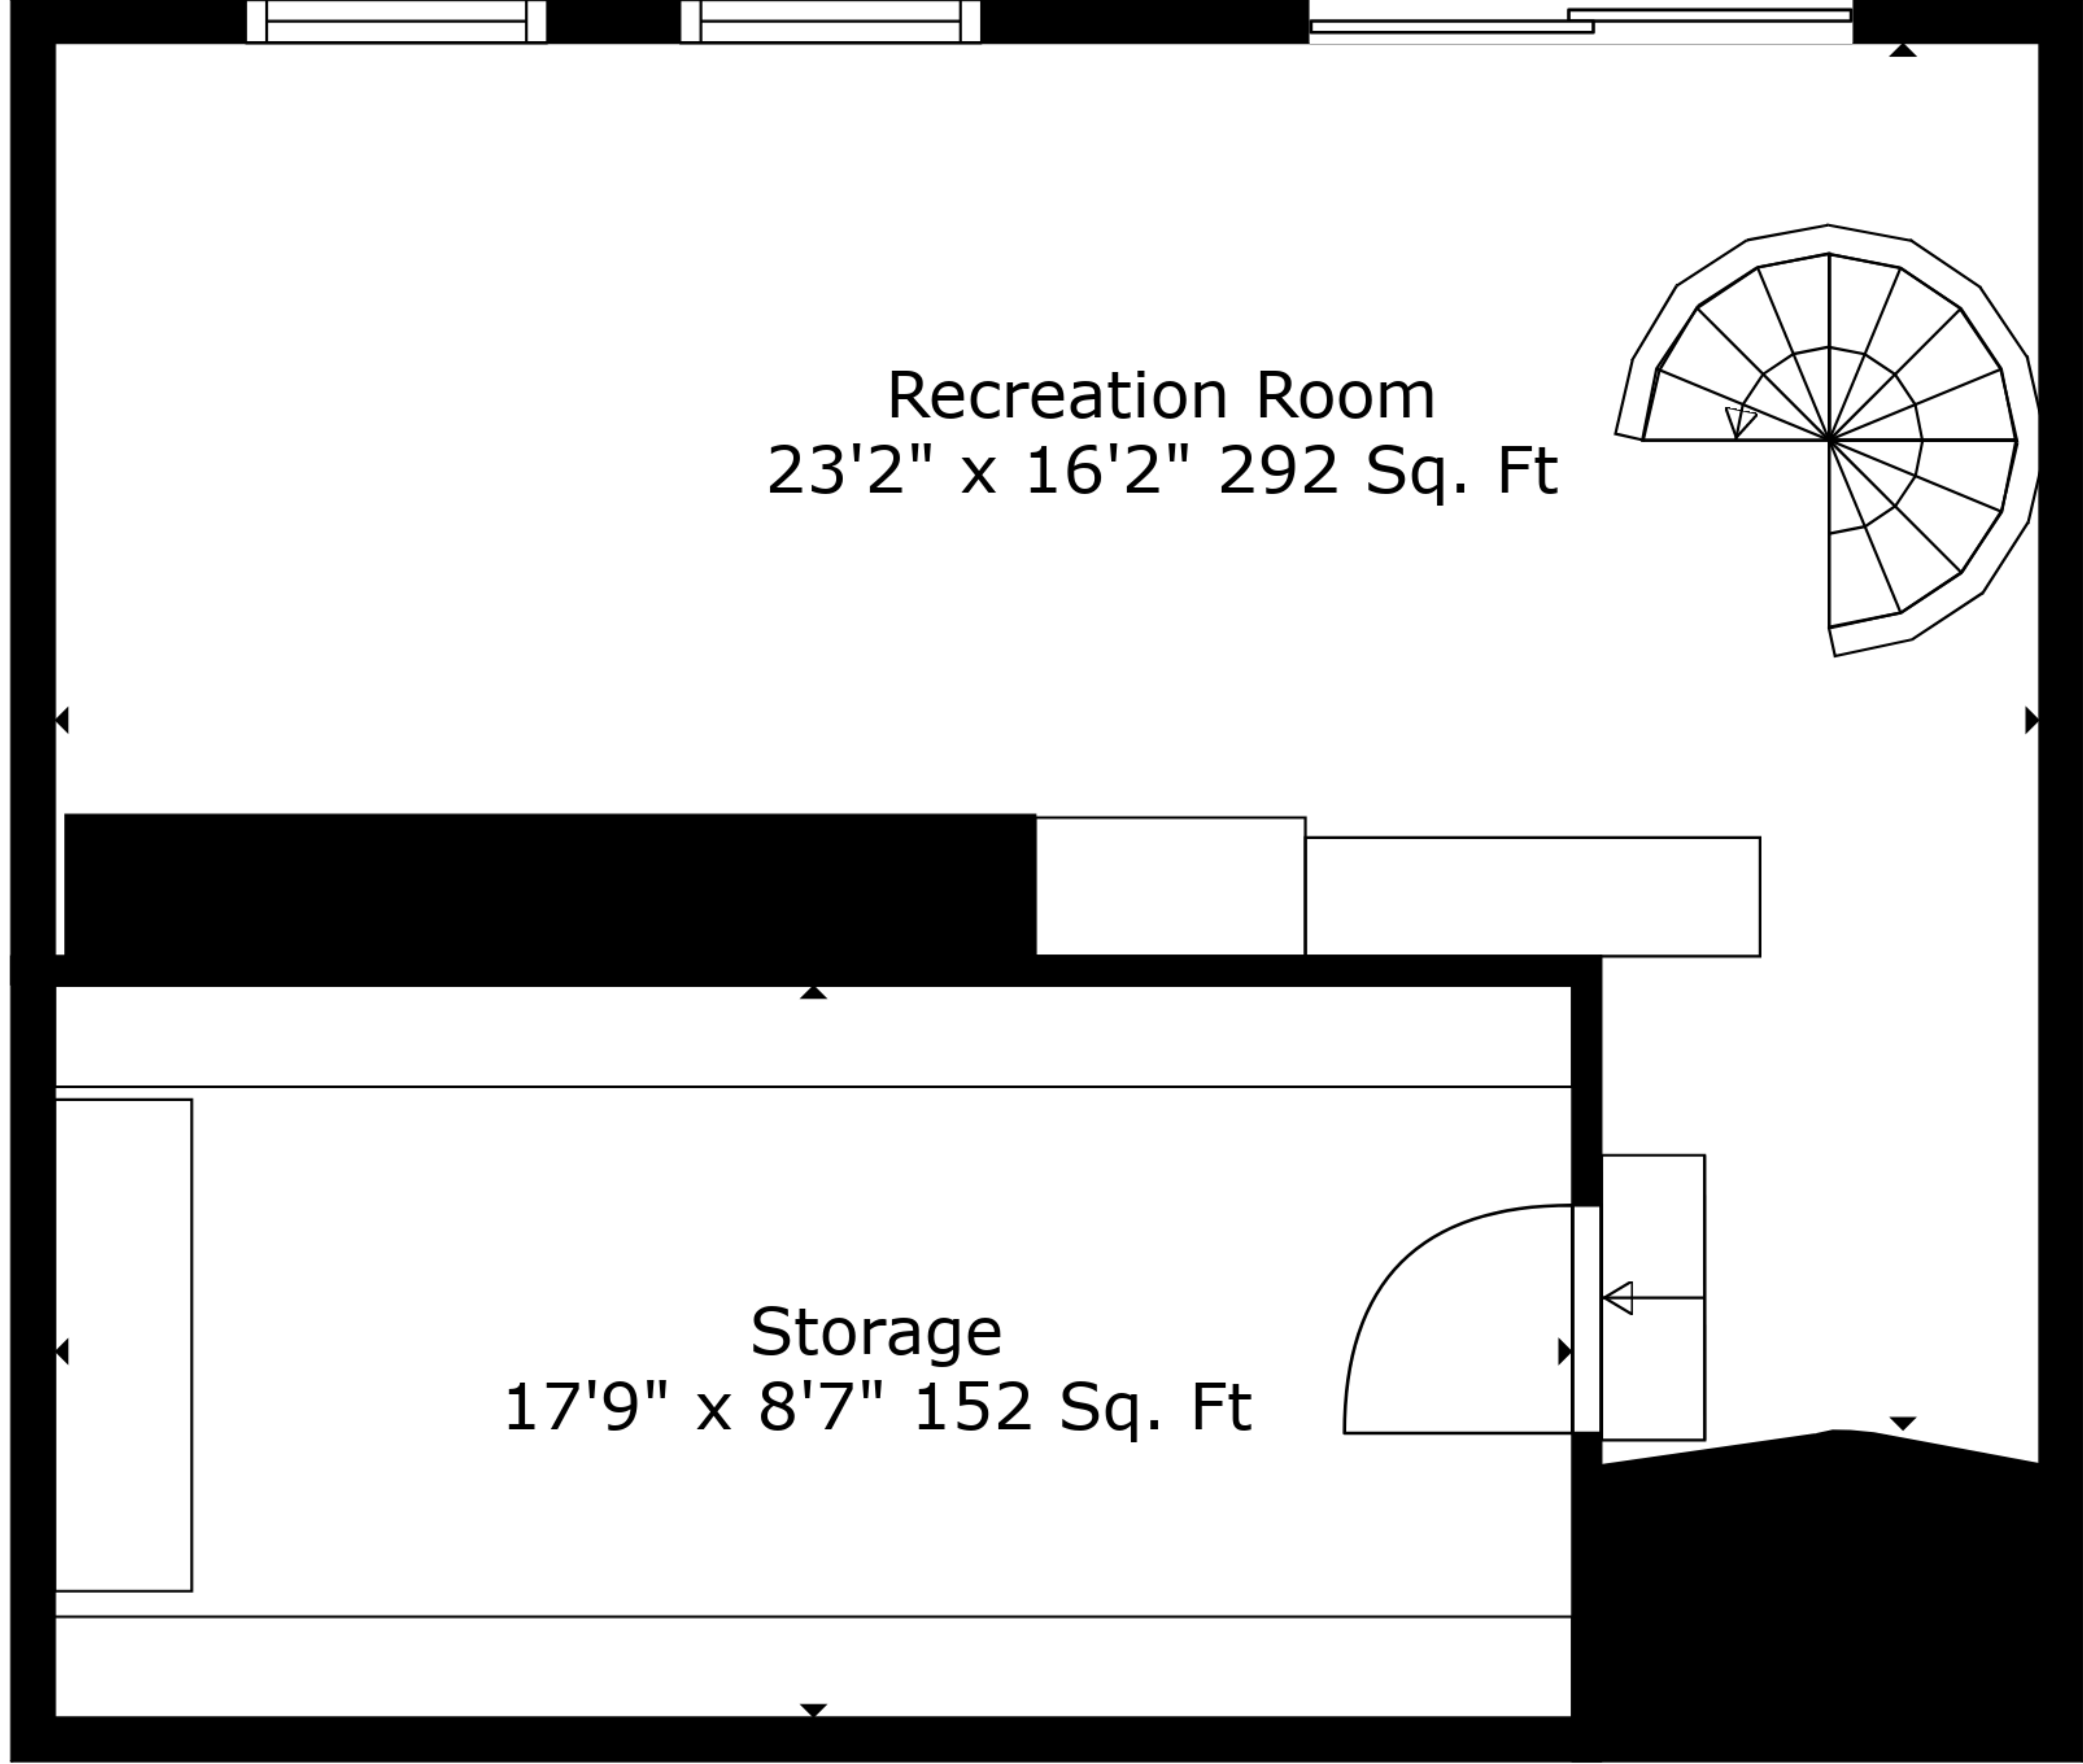 Recreation Room
23'2" x 16'2" 292 Sq. Ft
Storage
17'9" x 8'7" 152 Sq. Ft